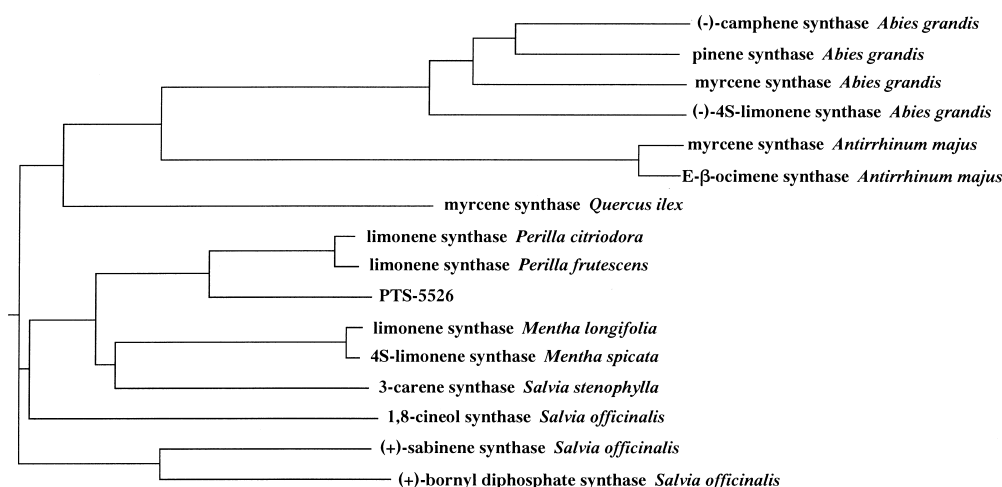 (-)-camphene synthase Abies grandis
pinene synthase Abies grandis
myrcene synthase Abies grandis
(-)-4S-limonene synthase Abies grandis
myrcene synthase Antirrhinum majus
E-β-ocimene synthase Antirrhinum majus
myrcene synthase Quercus ilex
limonene synthase Perilla citriodora
limonene synthase Perilla frutescens
PTS-5526
limonene synthase Mentha longifolia
4S-limonene synthase Mentha spicata
3-carene synthase Salvia stenophylla
1,8-cineol synthase Salvia officinalis
(+)-sabinene synthase Salvia officinalis
(+)-bornyl diphosphate synthase Salvia officinalis